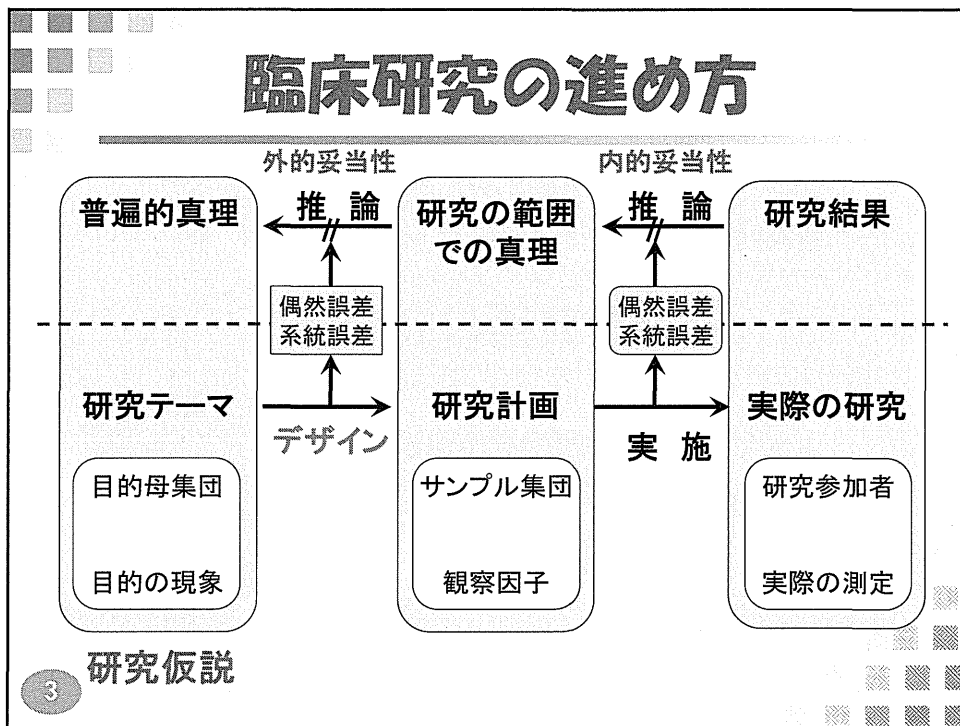 臨床研究の進め方
外的妥当性
内的妥当性
普遍的真理
推 論
研究の範囲
での真理
推 論
研究結果
偶然誤差
系統誤差
偶然誤差
系統誤差
研究テーマ
デザイン
研究計画
実 施
実際の研究
目的母集団
目的の現象
サンプル集団
観察因子
研究参加者
実際の測定
研究仮説
3